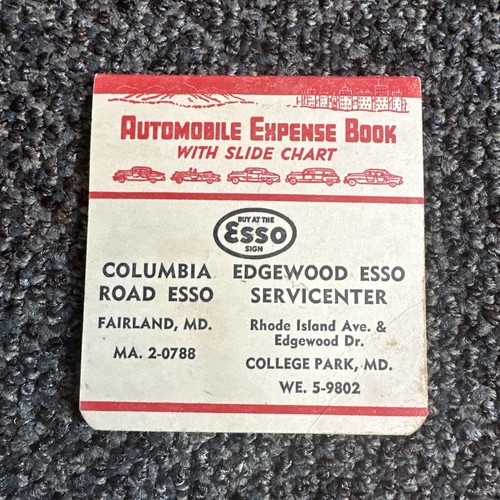 AUTOMOBILE EXPENSE BOOK
WITH SLIDE CHART
BUY AT THE
Esso
SIGN
COLUMBIA
ROAD ESSO
FAIRLAND, MD.
MA. 2-0788
EDGEWOOD ESSO
SERVICENTER
Rhode Island Ave. &
Edgewood Dr.
COLLEGE PARK, MD.
WE. 5-9802